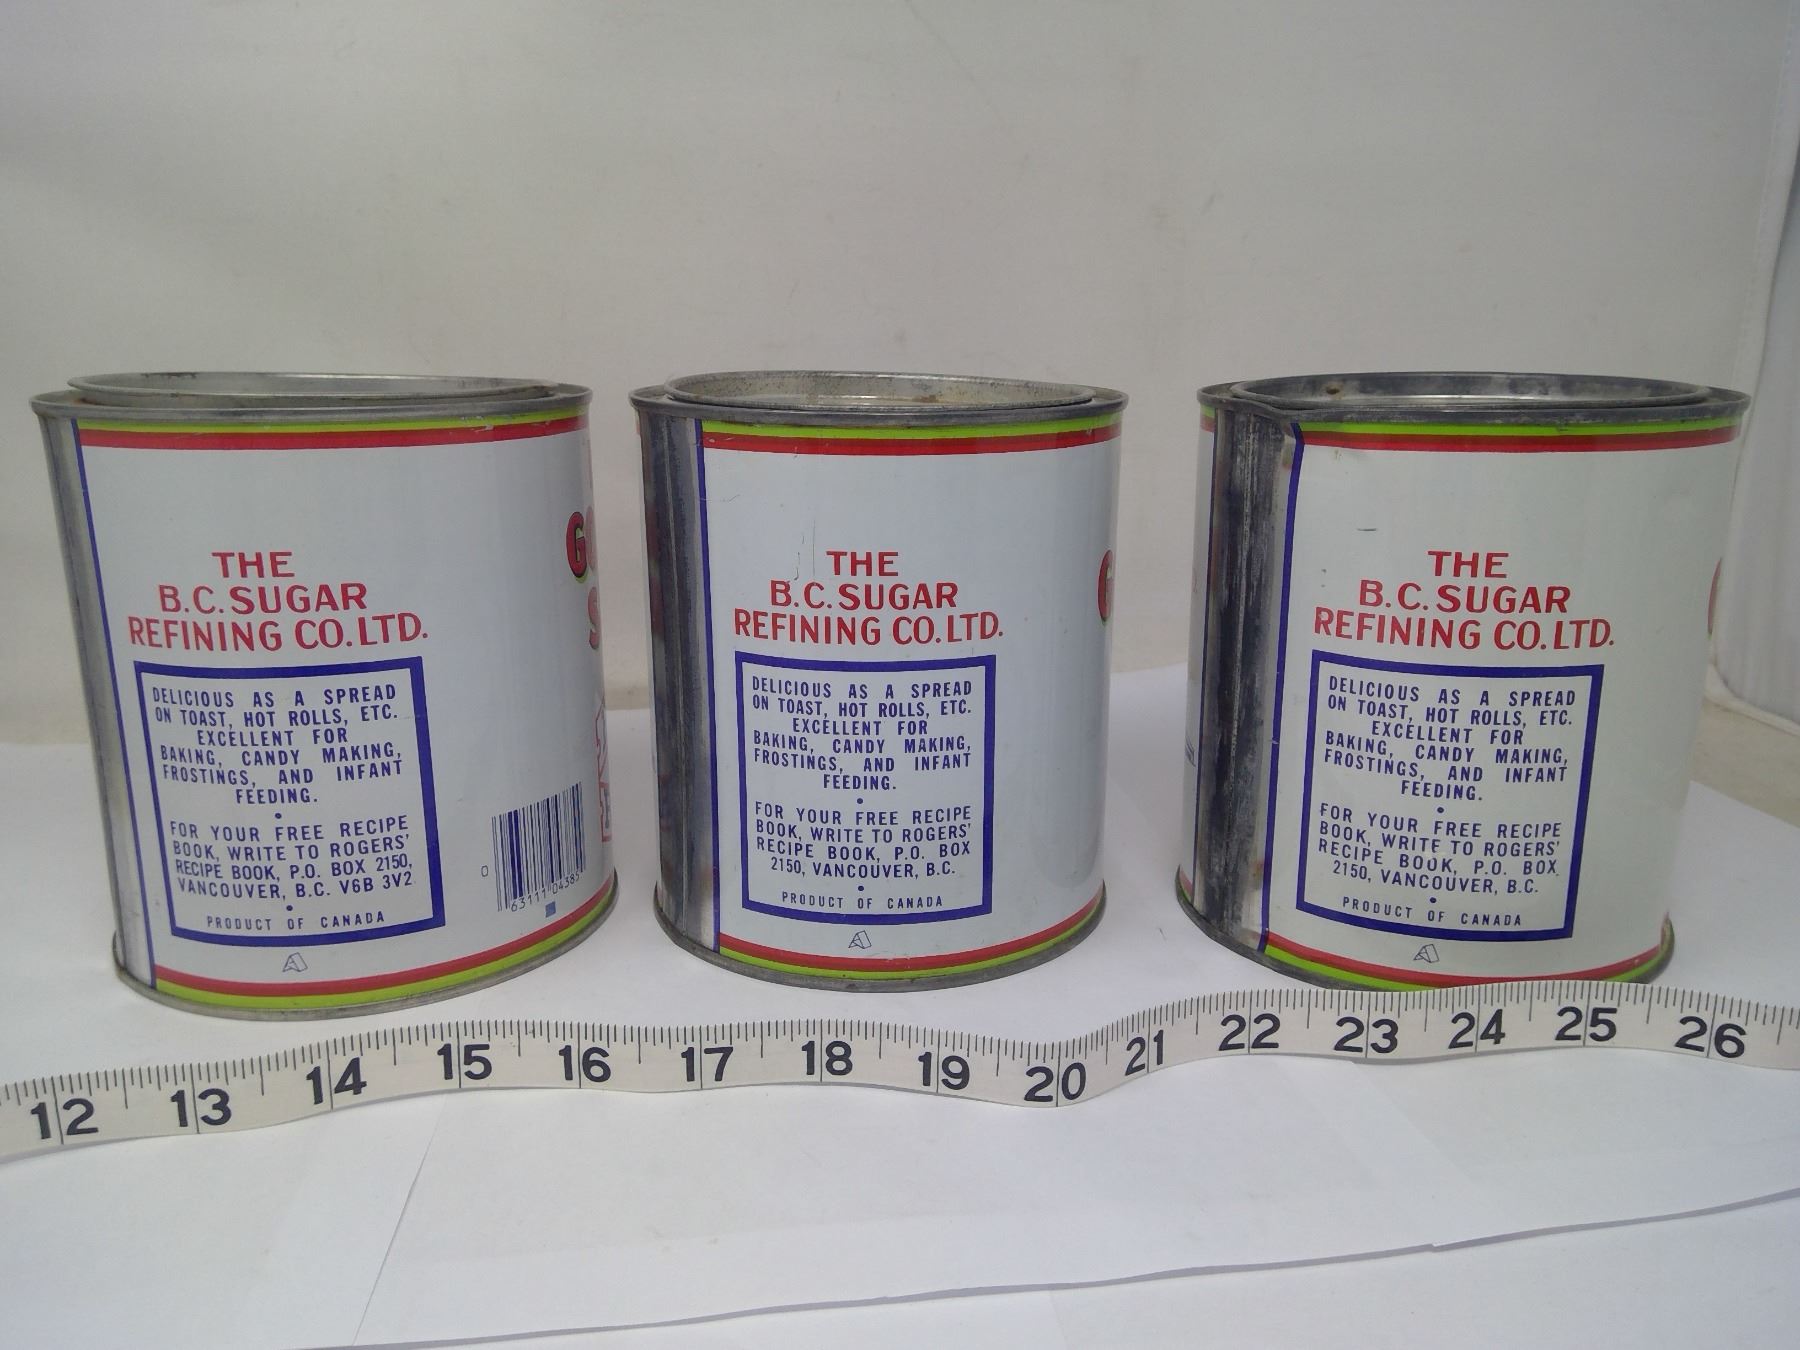 THE
B.C. SUGAR
REFINING CO. LTD.
DELICIOUS AS A SPREAD
ON TOAST, HOT ROLLS, ETC.
EXCELLENT FOR
BAKING, CANDY MAKING,
FROSTINGS, AND INFANT
FEEDING.
•
FOR YOUR FREE RECIPE
BOOK, WRITE TO ROGERS'
RECIPE BOOK, P.O. BOX 2150,
VANCOUVER, B.C. V6B 3V2
•
PRODUCT OF CANADA
0 63111 04385
THE
B.C. SUGAR
REFINING CO. LTD.
DELICIOUS AS A SPREAD
ON TOAST, HOT ROLLS, ETC.
EXCELLENT FOR
BAKING, CANDY MAKING,
FROSTINGS, AND INFANT
FEEDING.
•
FOR YOUR FREE RECIPE
BOOK, WRITE TO ROGERS'
RECIPE BOOK, P.O. BOX
2150, VANCOUVER, B.C.
•
PRODUCT OF CANADA
THE
B.C. SUGAR
REFINING CO. LTD.
DELICIOUS AS A SPREAD
ON TOAST, HOT ROLLS, ETC.
EXCELLENT FOR
BAKING, CANDY MAKING,
FROSTINGS, AND INFANT
FEEDING.
•
FOR YOUR FREE RECIPE
BOOK, WRITE TO ROGERS'
RECIPE BOOK, P.O. BOX
2150, VANCOUVER, B.C.
•
PRODUCT OF CANADA
12 13 14 15 16 17 18 19 20 21 22 23 24 25 26